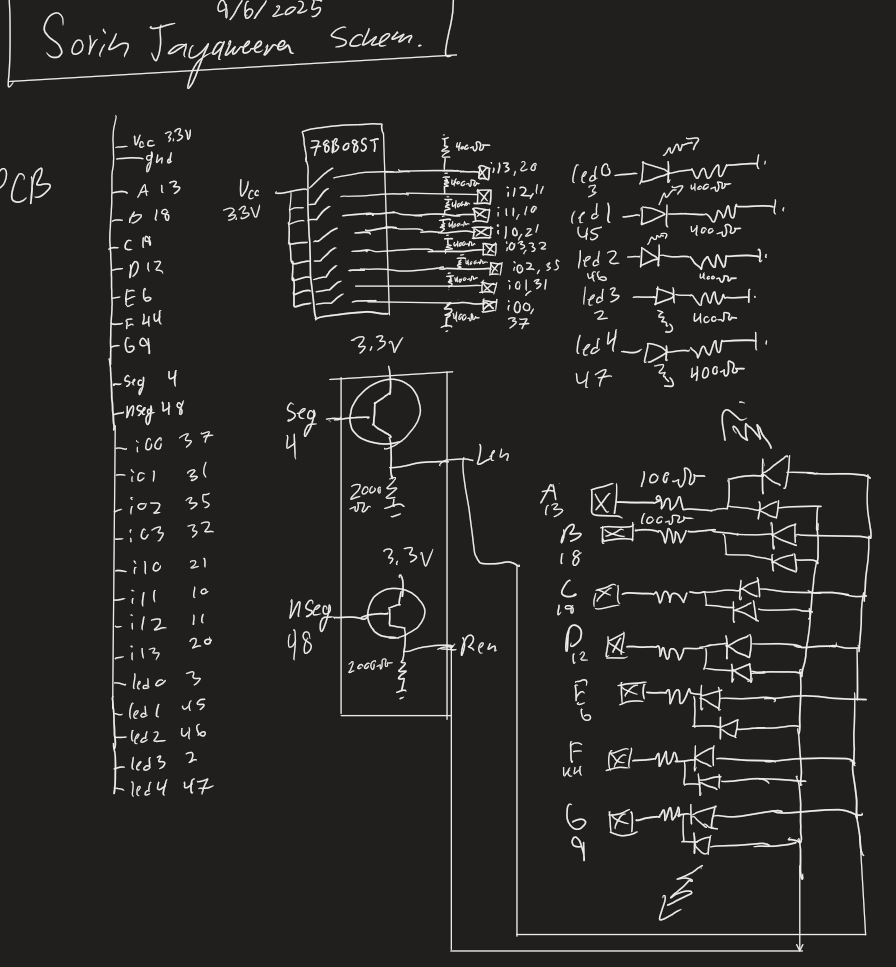 9/6/2025
Sorin Jayaweera Schem.
PCB
Vcc 3.3V
gnd
A 13
B 18
C 19
D 12
E 6
F 44
G 9
Seg 4
nseg 48
i00 37
i01 31
i02 35
i03 32
i10 21
i11 10
i12 11
i13 20
led0 3
led1 45
led2 46
led3 2
led4 47
78B08ST
Vcc
3.3V
400Ω
400Ω
400Ω
400Ω
400Ω
400Ω
400Ω
400Ω
i13, 20
i12, 11
i11, 10
i10, 21
i03, 32
i02, 35
i01, 31
i00,
37
led0
3
400Ω
led1
45
400Ω
led2
46
400Ω
led3
2
400Ω
led4
47
400Ω
3.3V
Seg
4
Len
2000
Ω
3.3V
nseg
48
Ren
2000Ω
A
13
100Ω
B
18
100Ω
C
19
D
12
E
6
F
44
G
9